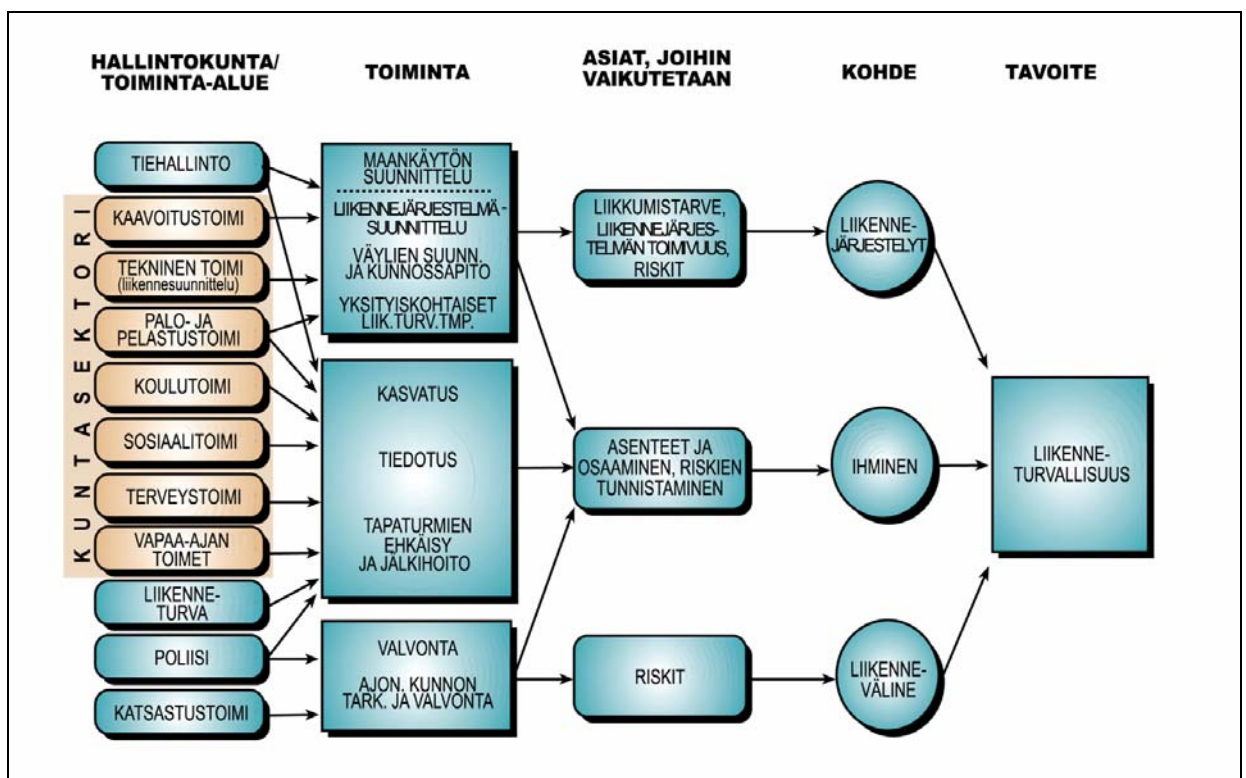 HALLINTOKUNTA/
TOIMINTA-ALUE
TOIMINTA
ASIAT, JOIHIN
VAIKUTETAAN
KOHDE
TAVOITE
KUNTASEKTORI
TIEHALLINTO
KAAVOITUSTOIMI
TEKNINEN TOIMI
(liikennesuunnittelu)
PALO- JA
PELASTUSTOIMI
KOULUTOIMI
SOSIAALITOIMI
TERVEYSTOIMI
VAPAA-AJAN
TOIMET
LIIKENNE-
TURVA
POLIISI
KATSASTUSTOIMI
MAANKÄYTÖN
SUUNNITTELU
LIIKENNEJÄRJESTELMÄ-
SUUNNITTELU
VÄYLIEN SUUNN.
JA KUNNOSSAPITO
YKSITYISKOHTAISET
LIIK.TURV.TMP.
KASVATUS
TIEDOTUS
TAPATURMIEN
EHKÄISY
JA JÄLKIHOITO
VALVONTA
AJON. KUNNON
TARK. JA VALVONTA
LIIKKUMISTARVE,
LIIKENNEJÄRJES-
TELMÄN TOIMIVUUS,
RISKIT
ASENTEET JA
OSAAMINEN, RISKIEN
TUNNISTAMINEN
RISKIT
LIIKENNE-
JÄRJESTELYT
IHMINEN
LIIKENNE-
VÄLINE
LIIKENNE-
TURVALLISUUS